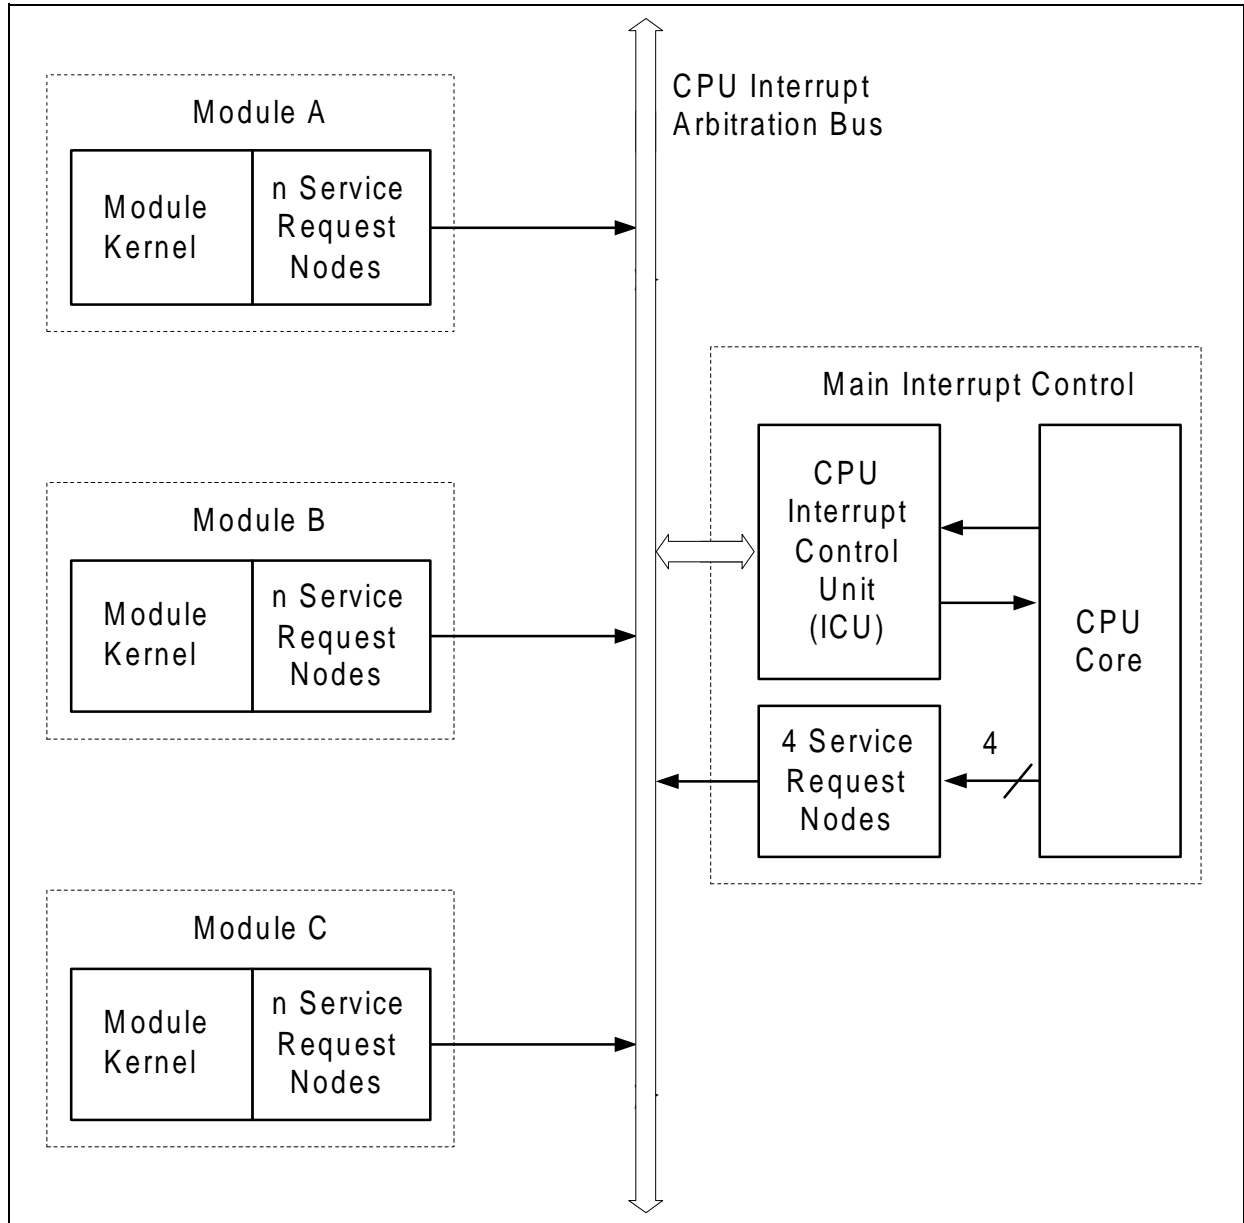 CPU Interrupt
Arbitration Bus
Module A
Module
Kernel
n Service
Request
Nodes
Main Interrupt Control
CPU
Interrupt
Control
Unit
(ICU)
CPU
Core
4 Service
Request
Nodes
4
Module B
Module
Kernel
n Service
Request
Nodes
Module C
Module
Kernel
n Service
Request
Nodes